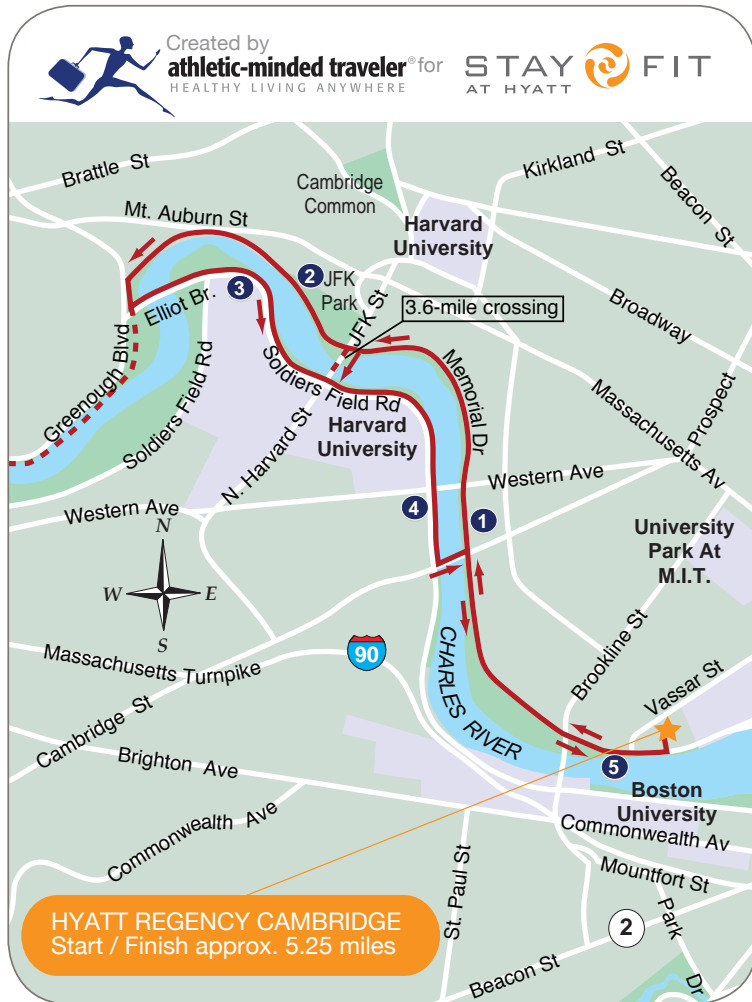 Created by
athletic-minded traveler® for
HEALTHY LIVING ANYWHERE
STAY FIT
AT HYATT
Brattle St
Kirkland St
Beacon St
Cambridge
Common
Mt. Auburn St
Harvard
University
2
JFK
Park
3
Elliot Br.
JFK St
3.6-mile crossing
Broadway
Greenough Blvd
Soldiers Field Rd
Soldiers Field Rd
Memorial Dr
Massachusetts Av
Prospect
Harvard
University
N. Harvard St
Western Ave
Western Ave
4
1
University
Park At
M.I.T.
N
W E
S
90
Massachusetts Turnpike
CHARLES RIVER
Brookline St
Vassar St
Cambridge St
Brighton Ave
5
Boston
University
Commonwealth Ave
Commonwealth Av
St. Paul St
Mountfort St
Park Dr
2
HYATT REGENCY CAMBRIDGE
Start / Finish approx. 5.25 miles
Beacon St